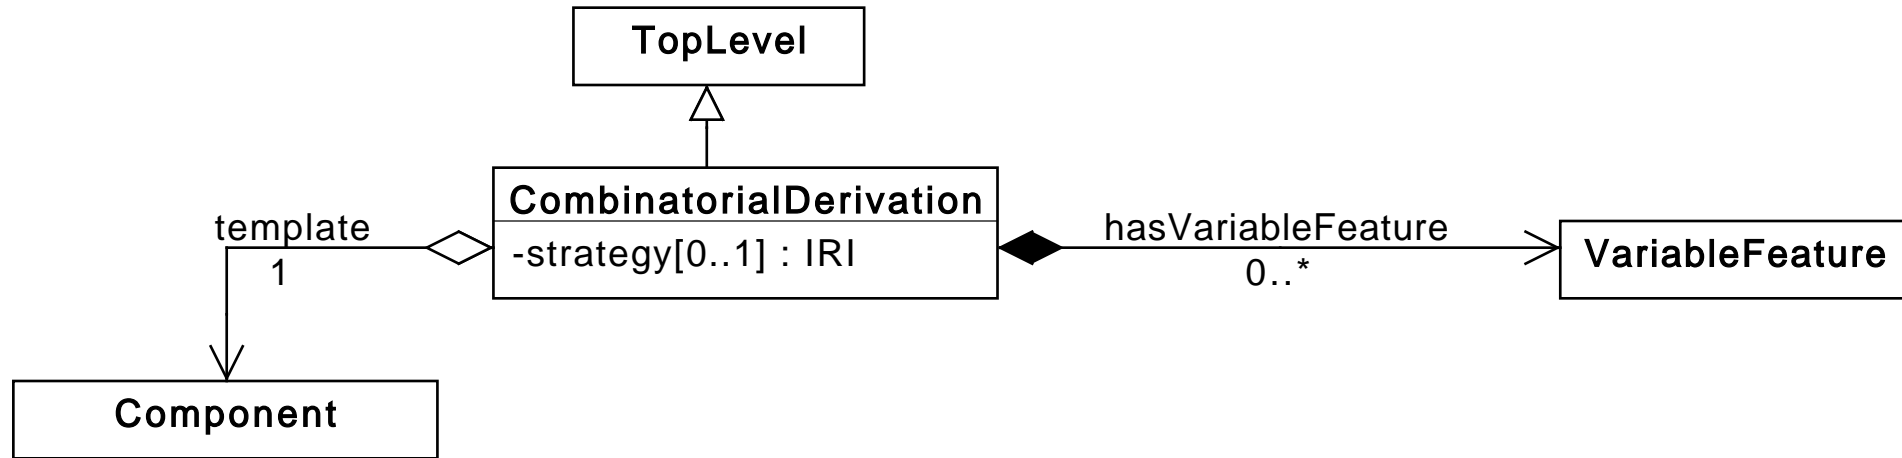 TopLevel
CombinatorialDerivation
-strategy[0..1] : IRI
template
1
hasVariableFeature
0..*
VariableFeature
Component